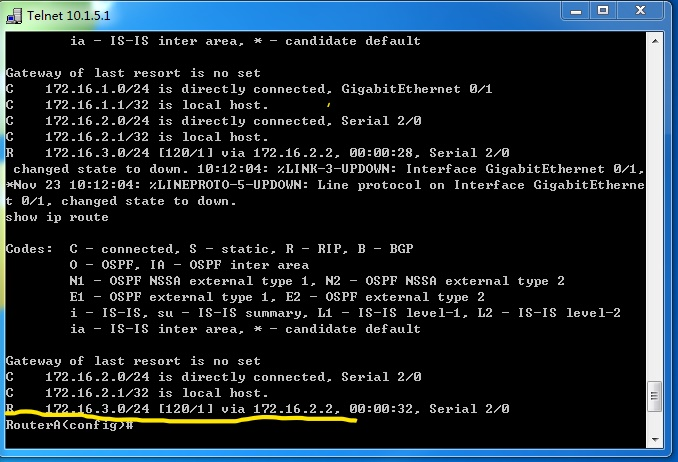 Telnet 10.1.5.1
ia - IS-IS inter area, * - candidate default
Gateway of last resort is no set
C    172.16.1.0/24 is directly connected, GigabitEthernet 0/1
C    172.16.1.1/32 is local host.
C    172.16.2.0/24 is directly connected, Serial 2/0
C    172.16.2.1/32 is local host.
R    172.16.3.0/24 [120/1] via 172.16.2.2, 00:00:28, Serial 2/0
changed state to down. 10:12:04: %LINK-3-UPDOWN: Interface GigabitEthernet 0/1,
*Nov 23 10:12:04: %LINEPROTO-5-UPDOWN: Line protocol on Interface GigabitEtherne
t 0/1, changed state to down.
show ip route
Codes:  C - connected, S - static, R - RIP, B - BGP
O - OSPF, IA - OSPF inter area
N1 - OSPF NSSA external type 1, N2 - OSPF NSSA external type 2
E1 - OSPF external type 1, E2 - OSPF external type 2
i - IS-IS, su - IS-IS summary, L1 - IS-IS level-1, L2 - IS-IS level-2
ia - IS-IS inter area, * - candidate default
Gateway of last resort is no set
C    172.16.2.0/24 is directly connected, Serial 2/0
C    172.16.2.1/32 is local host.
R    172.16.3.0/24 [120/1] via 172.16.2.2, 00:00:32, Serial 2/0
RouterA(config)#